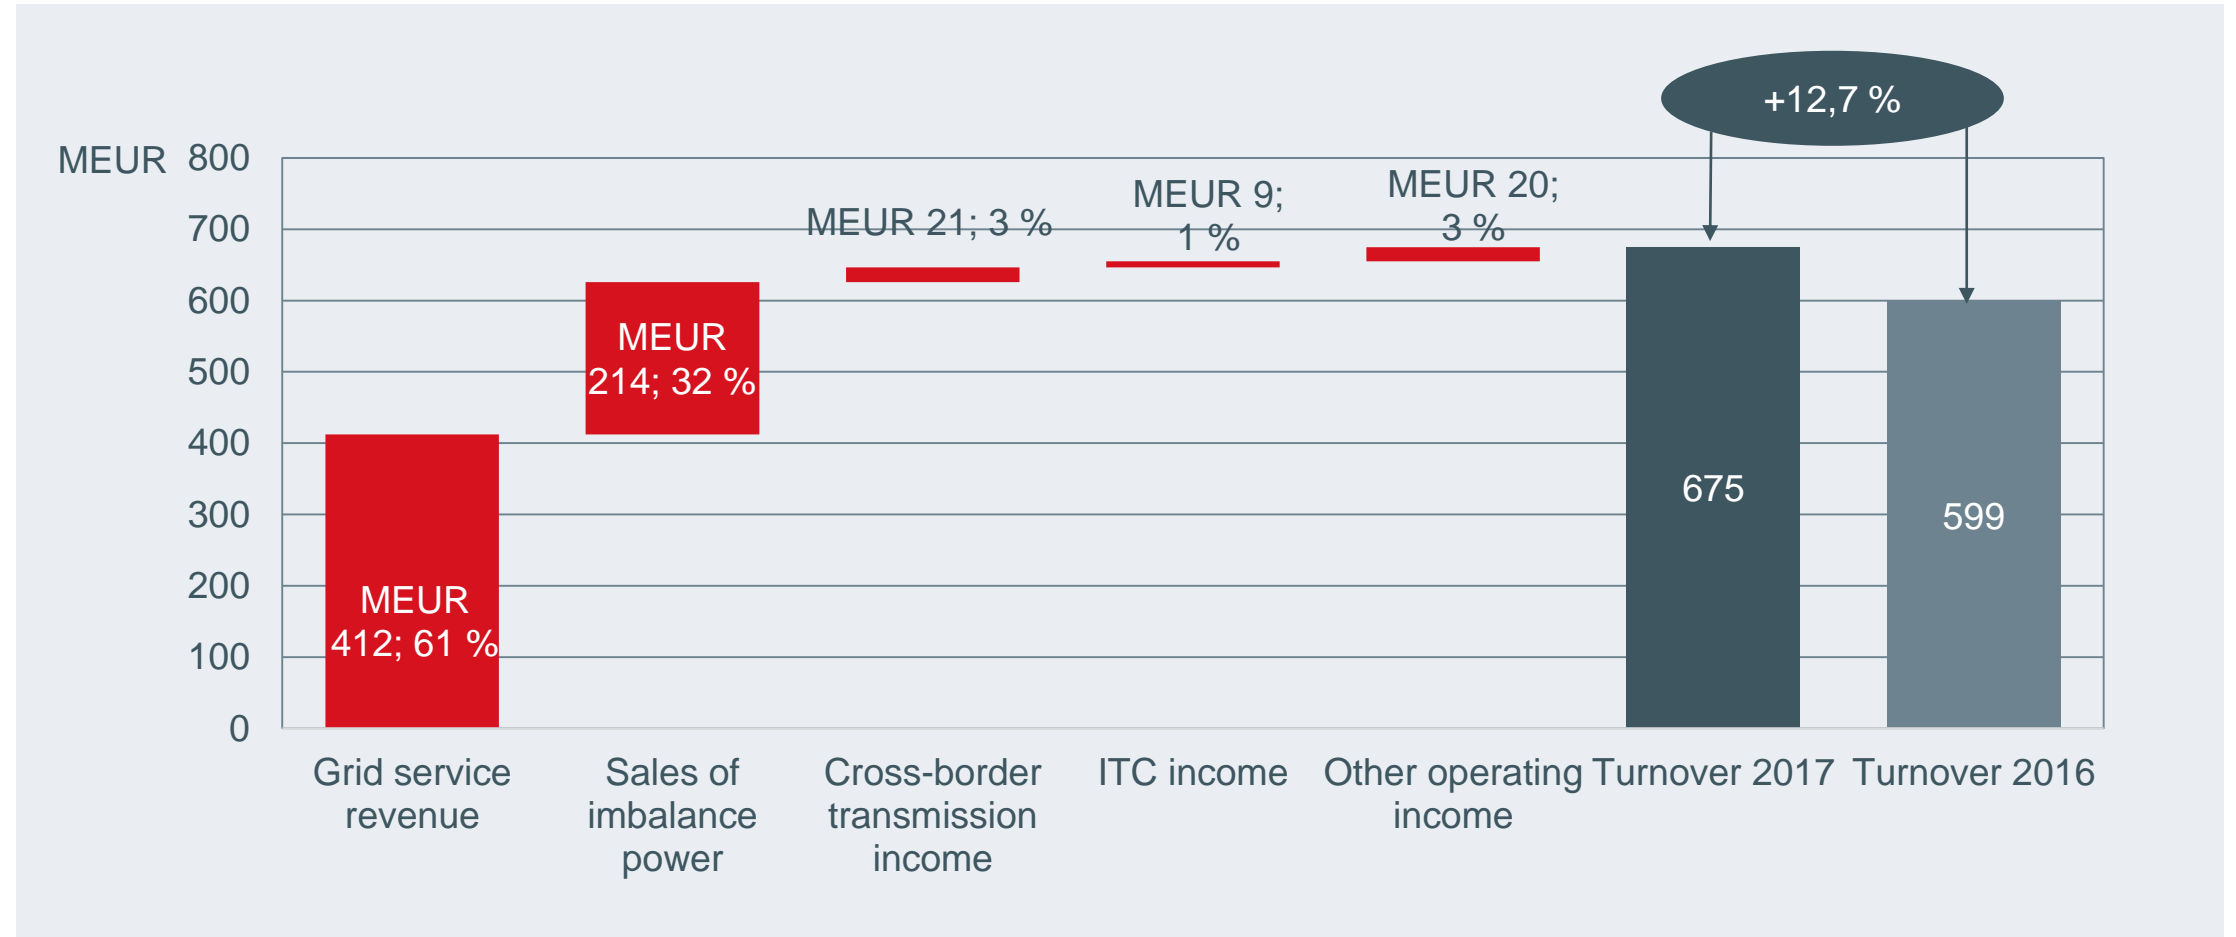 +12,7 %
MEUR
800
700
600
500
400
300
200
100
0
MEUR
412; 61 %
MEUR
214; 32 %
MEUR 21; 3 %
MEUR 9;
1 %
MEUR 20;
3 %
675
599
Grid service
revenue
Sales of
imbalance
power
Cross-border
transmission
income
ITC income
Other operating
income
Turnover 2017
Turnover 2016